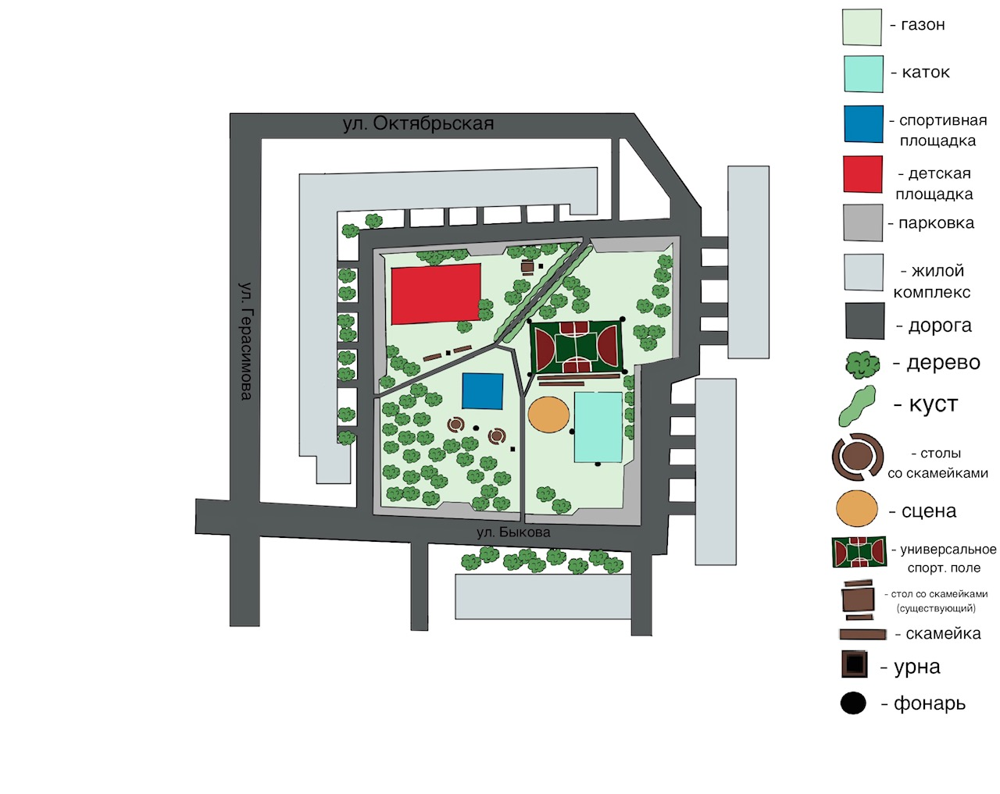 ул. Октябрьская
ул. Герасимова
ул. Быкова
- газон
- каток
- спортивная
площадка
- детская
площадка
- парковка
- жилой
комплекс
- дорога
- дерево
- куст
- столы
со скамейками
- сцена
- универсальное
спорт. поле
- стол со скамейками
(существующий)
- скамейка
- урна
- фонарь